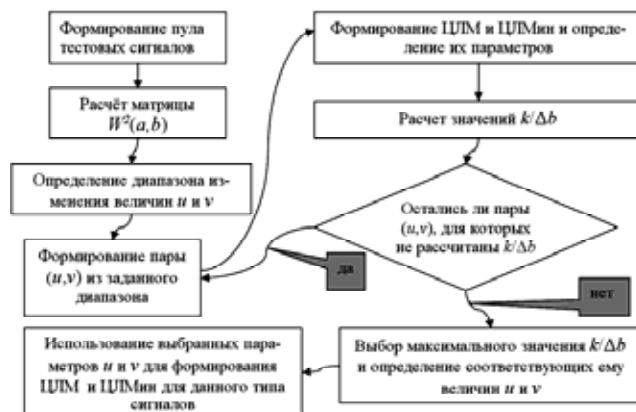 Формирование пула
тестовых сигналов
Расчёт матрицы
W²(a,b)
Определение диапазона из-
менения величин u и v
Формирование пары
(u,v) из заданного
диапазона
Формирование ЦЛМ и ЦЛМин и опреде-
ление их параметров
Расчет значений k/Δb
Остались ли пары
(u,v), для которых
не рассчитаны k/Δb
да
нет
Выбор максимального значения k/Δb
и определение соответствующих ему
величин u и v
Использование выбранных пара-
метров u и v для формирования
ЦЛМ и ЦЛМин для данного типа
сигналов